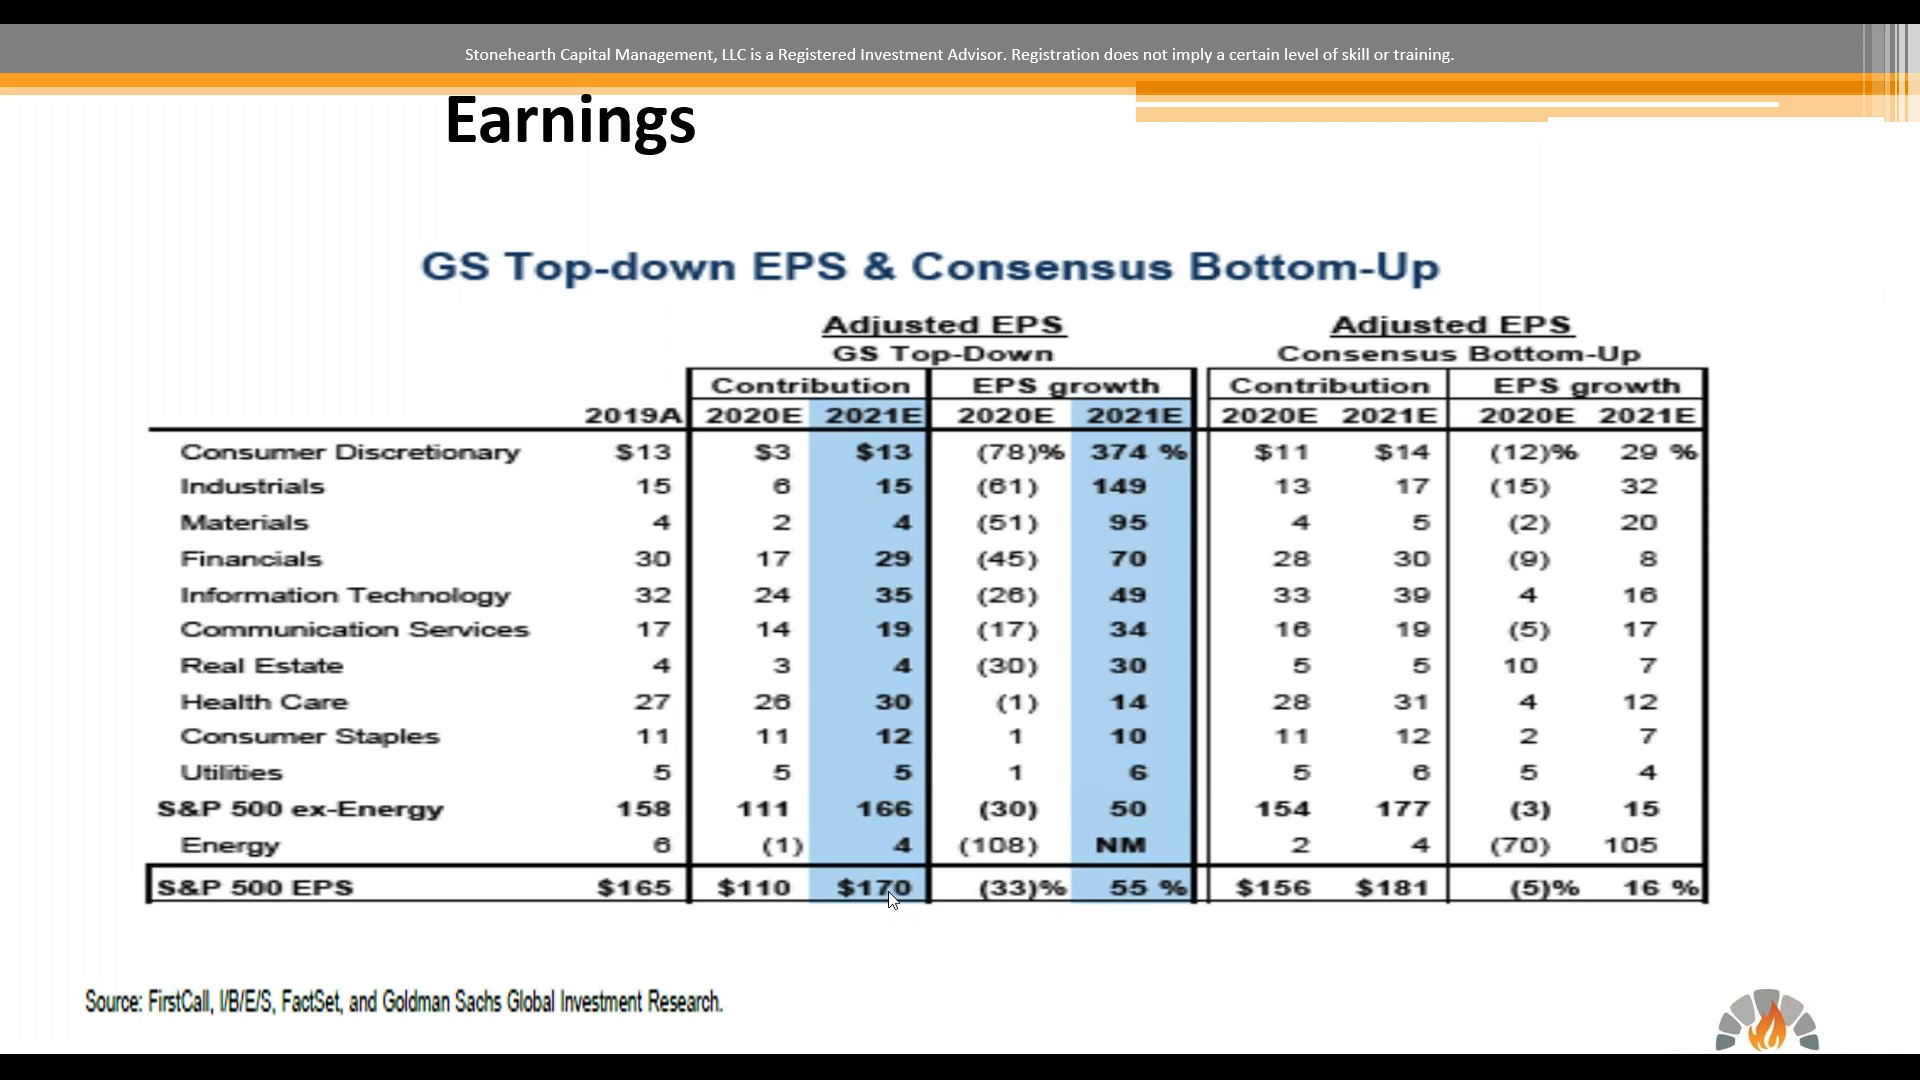 Stonehearth Capital Management, LLC is a Registered Investment Advisor. Registration does not imply a certain level of skill or training.
Earnings
GS Top-down EPS & Consensus Bottom-Up
Adjusted EPS Adjusted EPS
GS Top-Down Consensus Bottom-Up
Contribution EPS growth Contribution EPS growth
2019A 2020E 2021E 2020E 2021E 2020E 2021E 2020E 2021E
Consumer Discretionary $13 $3 $13 (78)% 374 % $11 $14 (12)% 29 %
Industrials 15 6 15 (61) 149 13 17 (15) 32
Materials 4 2 4 (51) 95 4 5 (2) 20
Financials 30 17 29 (45) 70 28 30 (9) 8
Information Technology 32 24 35 (26) 49 33 39 4 16
Communication Services 17 14 19 (17) 34 16 19 (5) 17
Real Estate 4 3 4 (30) 30 5 5 10 7
Health Care 27 26 30 (1) 14 28 31 4 12
Consumer Staples 11 11 12 1 10 11 12 2 7
Utilities 5 5 5 1 6 5 6 5 4
S&P 500 ex-Energy 158 111 166 (30) 50 154 177 (3) 15
Energy 6 (1) 4 (108) NM 2 4 (70) 105
S&P 500 EPS $165 $110 $170 (33)% 55 % $156 $181 (5)% 16 %
Source: FirstCall, I/B/E/S, FactSet, and Goldman Sachs Global Investment Research.